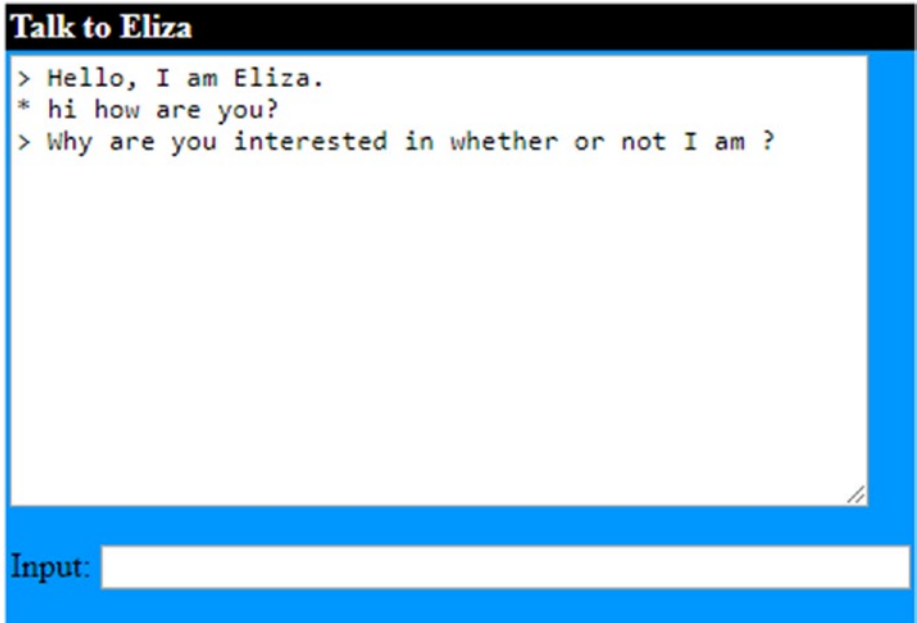 Talk to Eliza
> Hello, I am Eliza.
* hi how are you?
> Why are you interested in whether or not I am ?
Input: